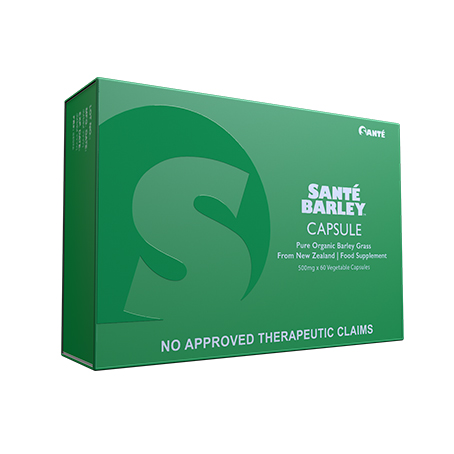 SANTÉ
SANTÉ
BARLEY
CAPSULE
Pure Organic Barley Grass
From New Zealand | Food Supplement
500mg x 60 Vegetable Capsules
NO APPROVED THERAPEUTIC CLAIMS